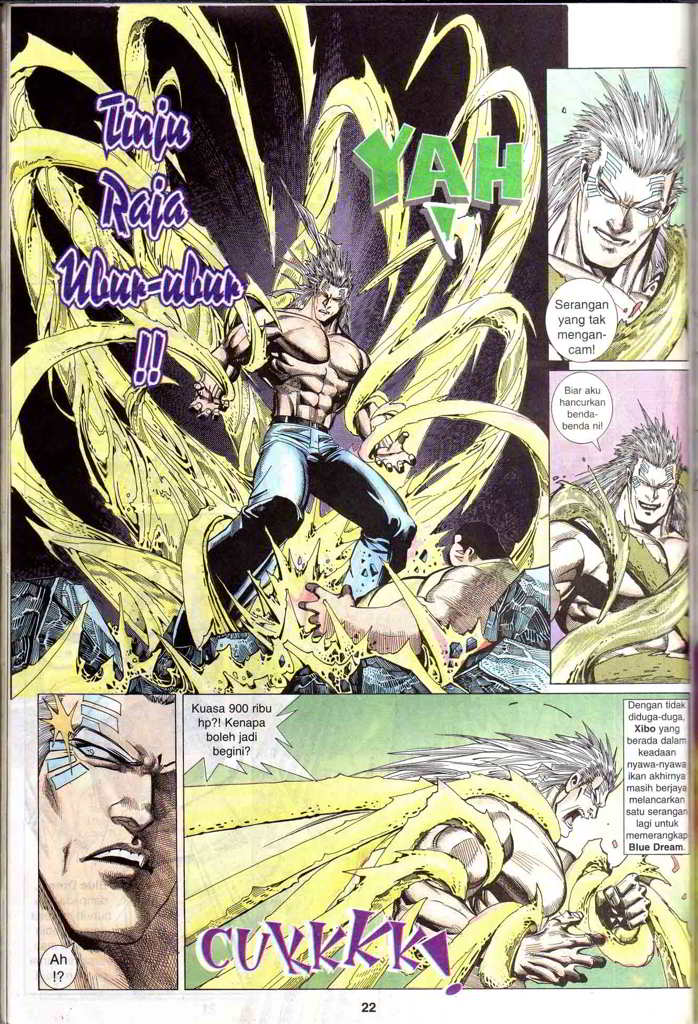 Tinju
Raja
Ubur-ubur
!!
YAH
!
Serangan
yang tak
mengan-
cam!
Biar aku
hancurkan
benda-
benda ni!
Ah
!?
Kuasa 900 ribu
hp?! Kenapa
boleh jadi
begini?
Dengan tidak
diduga-duga,
Xibo yang
berada dalam
keadaan
nyawa-nyawa
ikan akhirnya
masih berjaya
melancarkan
satu serangan
lagi untuk
memerangkap
Blue Dream.
CUKKKK!
22